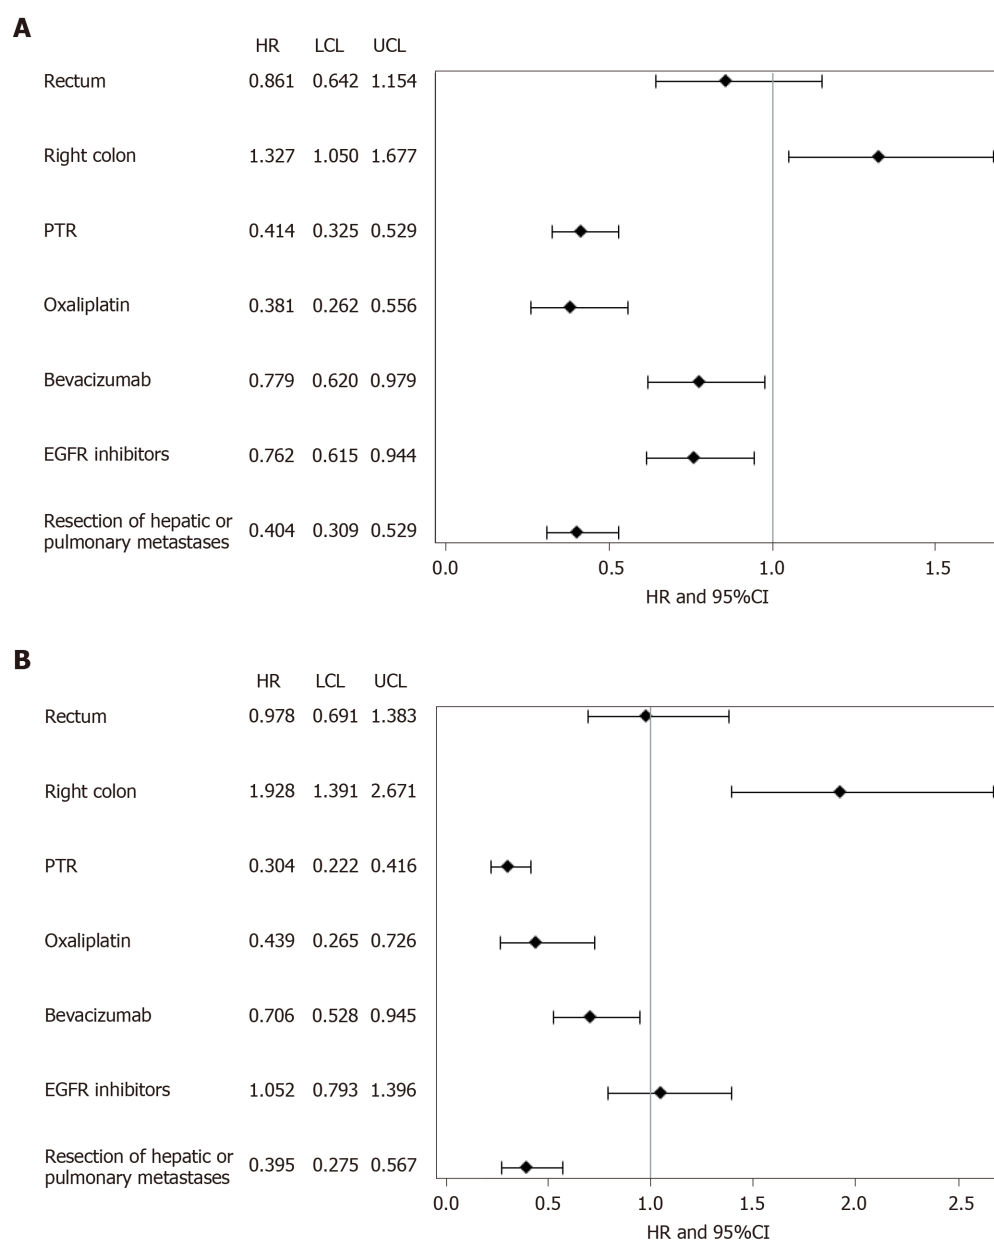 A
HR LCL UCL
Rectum 0.861 0.642 1.154
Right colon 1.327 1.050 1.677
PTR 0.414 0.325 0.529
Oxaliplatin 0.381 0.262 0.556
Bevacizumab 0.779 0.620 0.979
EGFR inhibitors 0.762 0.615 0.944
Resection of hepatic or
pulmonary metastases 0.404 0.309 0.529
0.0 0.5 1.0 1.5
HR and 95%CI
B
HR LCL UCL
Rectum 0.978 0.691 1.383
Right colon 1.928 1.391 2.671
PTR 0.304 0.222 0.416
Oxaliplatin 0.439 0.265 0.726
Bevacizumab 0.706 0.528 0.945
EGFR inhibitors 1.052 0.793 1.396
Resection of hepatic or
pulmonary metastases 0.395 0.275 0.567
0.0 0.5 1.0 1.5 2.0 2.5
HR and 95%CI